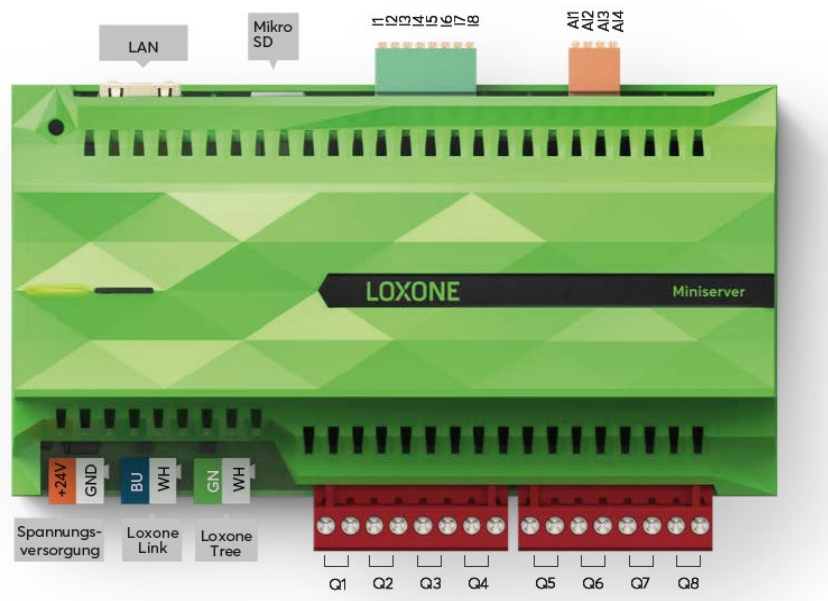 LAN
Mikro
SD
I1
I2
I3
I4
I5
I6
I7
I8
AI1
AI2
AI3
AI4
LOXONE
Miniserver
+24V
GND
BU
WH
GN
WH
Spannungs-
versorgung
Loxone
Link
Loxone
Tree
Q1 Q2 Q3 Q4 Q5 Q6 Q7 Q8